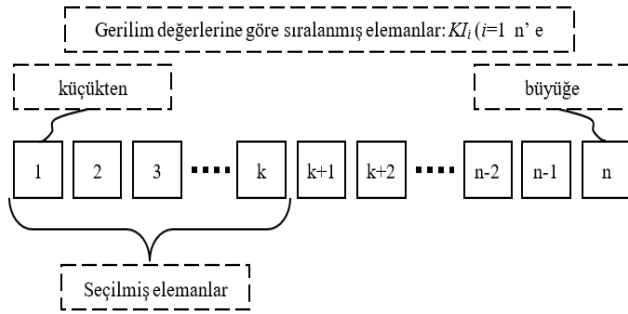 Gerilim değerlerine göre sıralanmış elemanlar: KIi (i=1 n’ e
küçükten
büyüğe
1 2 3 ····· k k+1 k+2 ····· n-2 n-1 n
Seçilmiş elemanlar